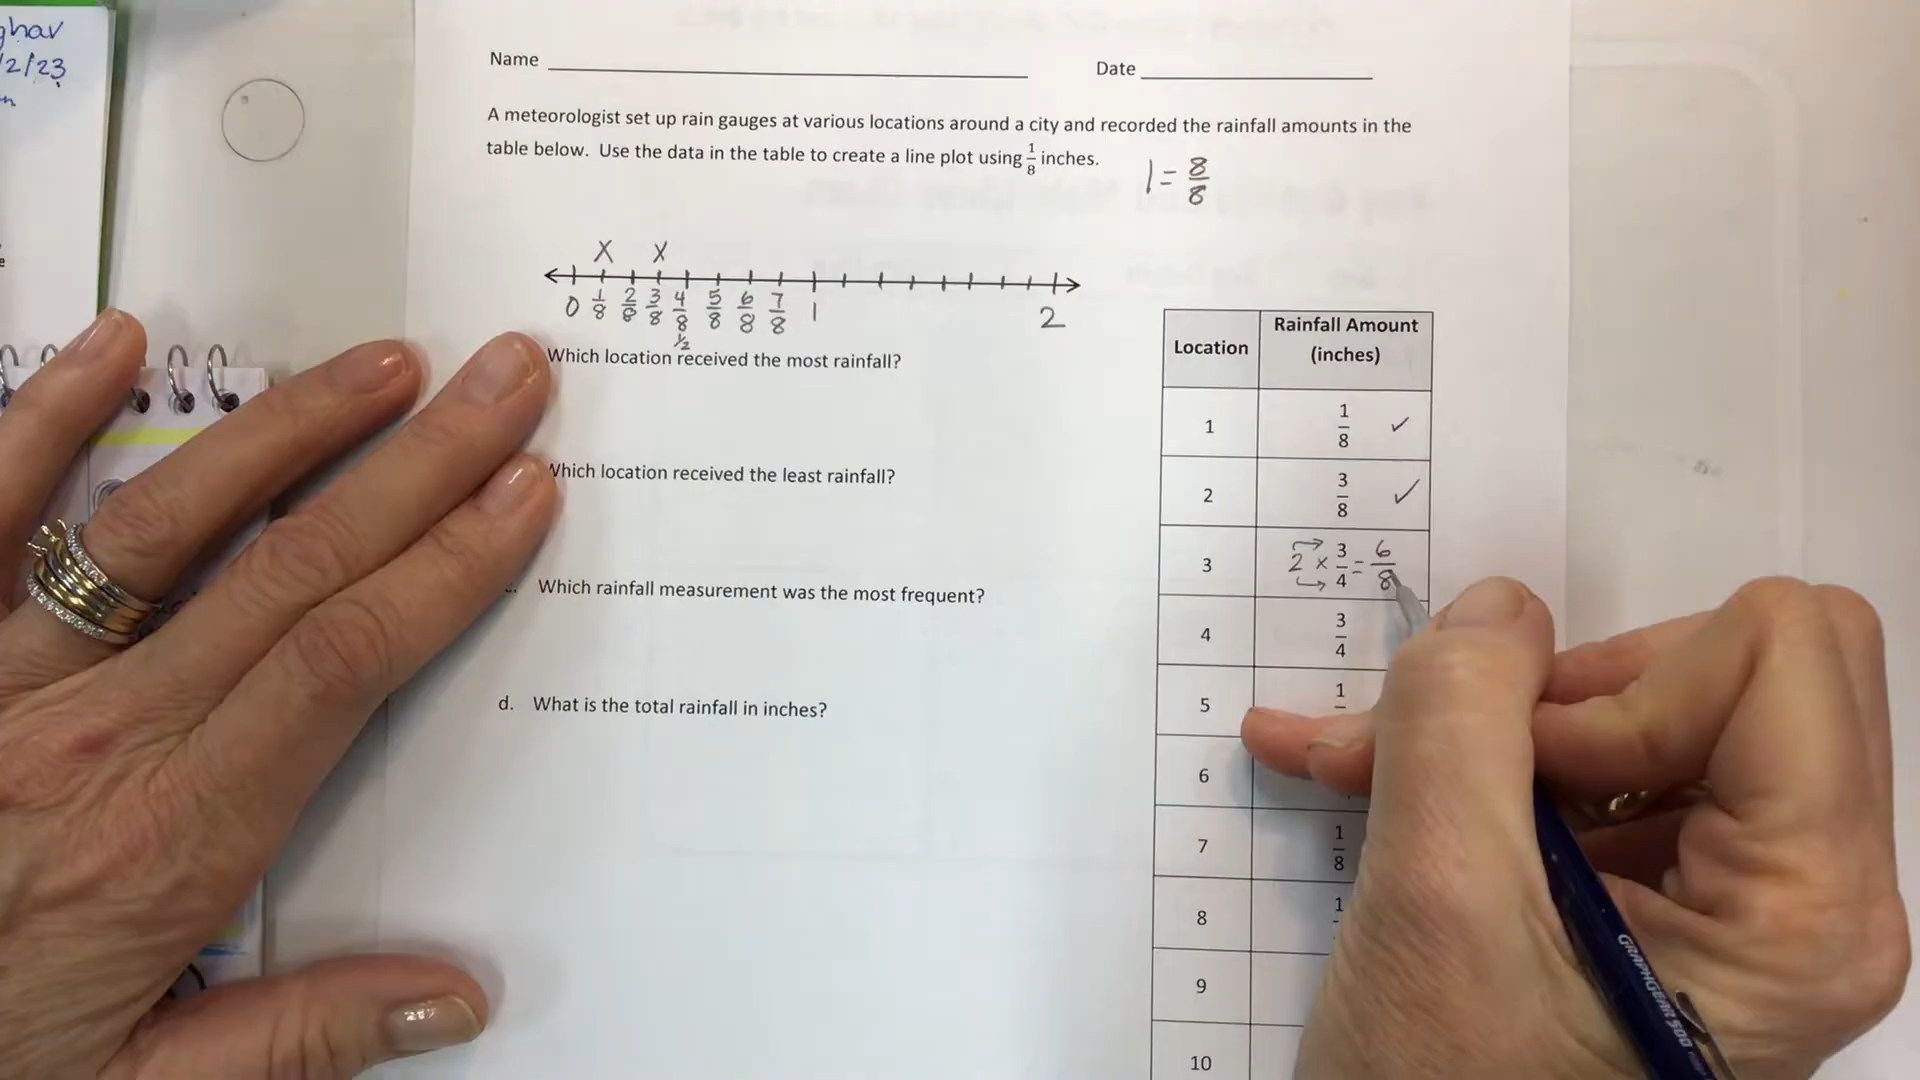 ghav
/2/23
Name Date
A meteorologist set up rain gauges at various locations around a city and recorded the rainfall amounts in the
table below. Use the data in the table to create a line plot using 1/8 inches.
1 = 8/8
X X
0 1/8 2/8 3/8 4/8 5/8 6/8 7/8 1 2
1/2
Which location received the most rainfall?
Which location received the least rainfall?
Which rainfall measurement was the most frequent?
d. What is the total rainfall in inches?
Location Rainfall Amount (inches)
1 1/8 ✓
2 3/8 ✓
3 2 × 3/4 = 6/8
4 3/4
5 1
6
7 1/8
8 1
9
10
GRAPHGEAR 500